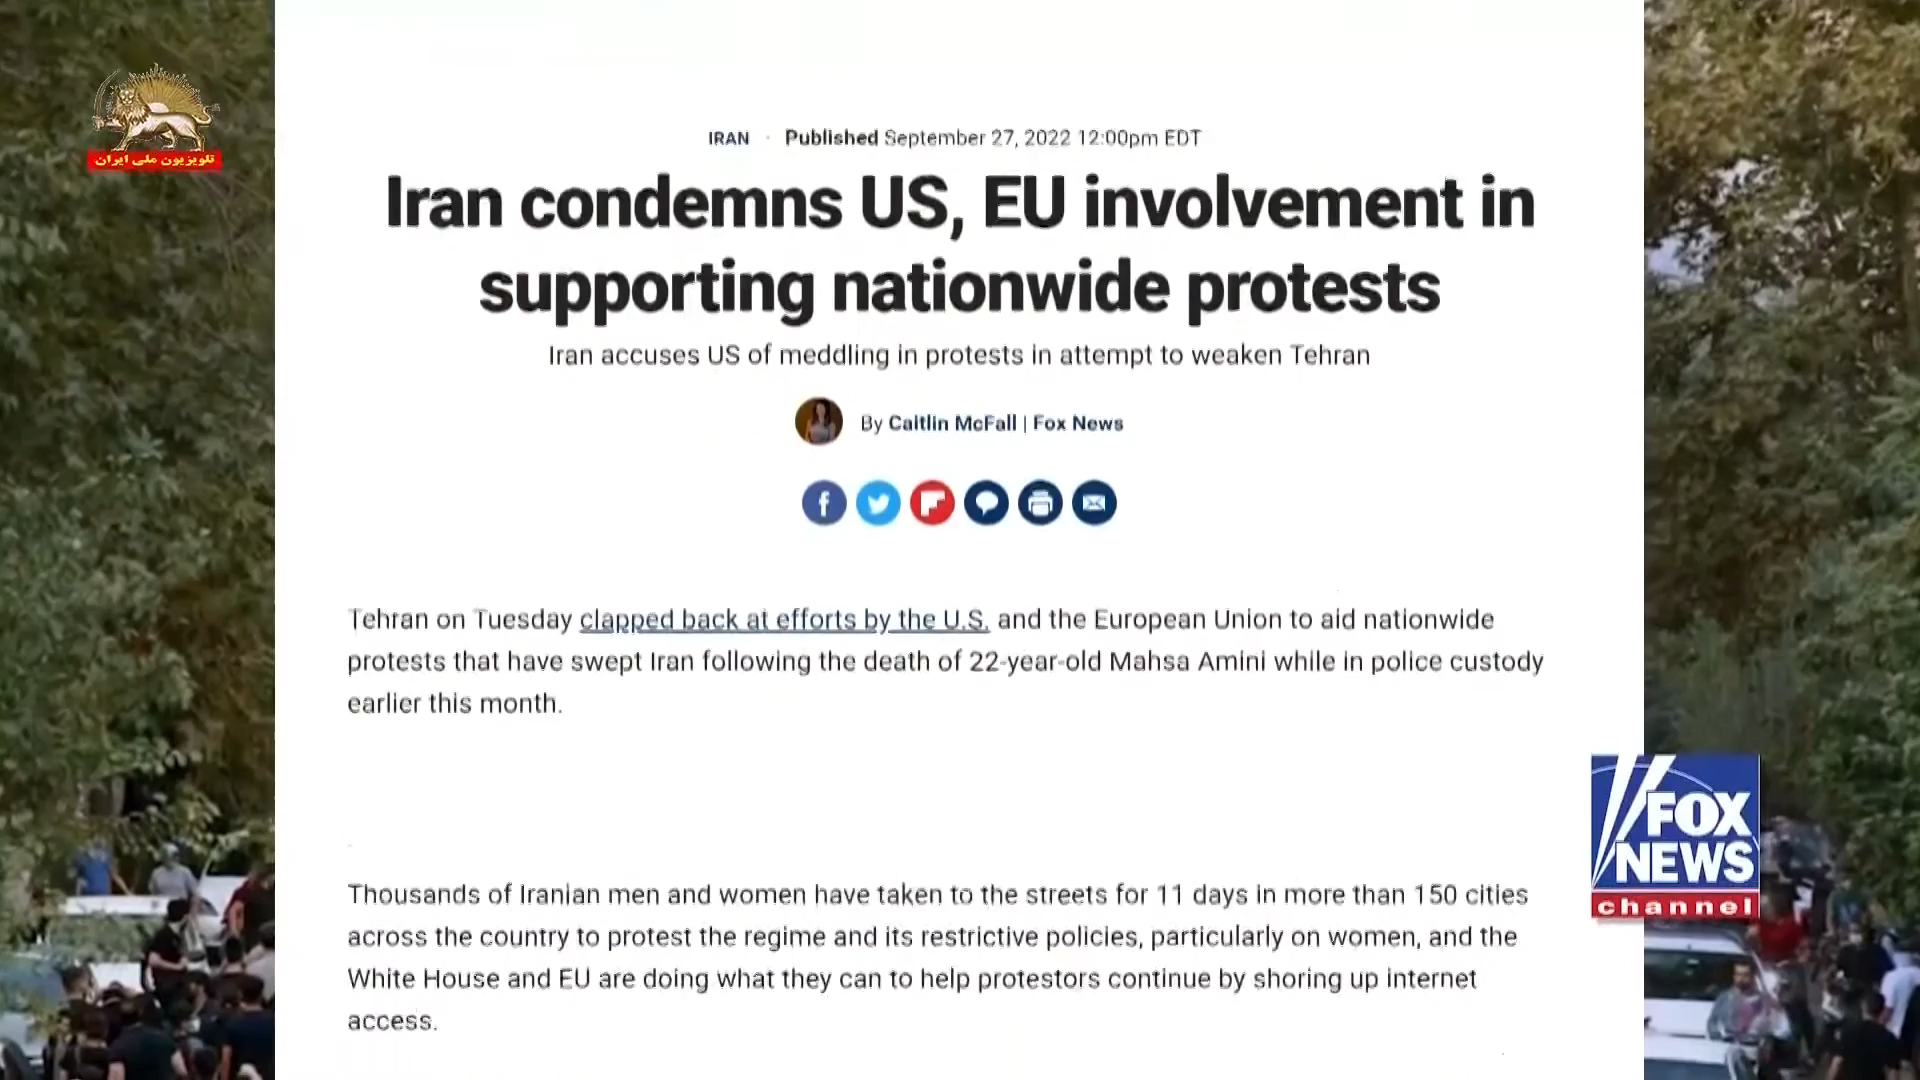 تلویزیون ملی ایران
IRAN · Published September 27, 2022 12:00pm EDT
Iran condemns US, EU involvement in
supporting nationwide protests
Iran accuses US of meddling in protests in attempt to weaken Tehran
By Caitlin McFall | Fox News
Tehran on Tuesday clapped back at efforts by the U.S. and the European Union to aid nationwide
protests that have swept Iran following the death of 22-year-old Mahsa Amini while in police custody
earlier this month.
FOX
NEWS
channel
Thousands of Iranian men and women have taken to the streets for 11 days in more than 150 cities
across the country to protest the regime and its restrictive policies, particularly on women, and the
White House and EU are doing what they can to help protestors continue by shoring up internet
access.